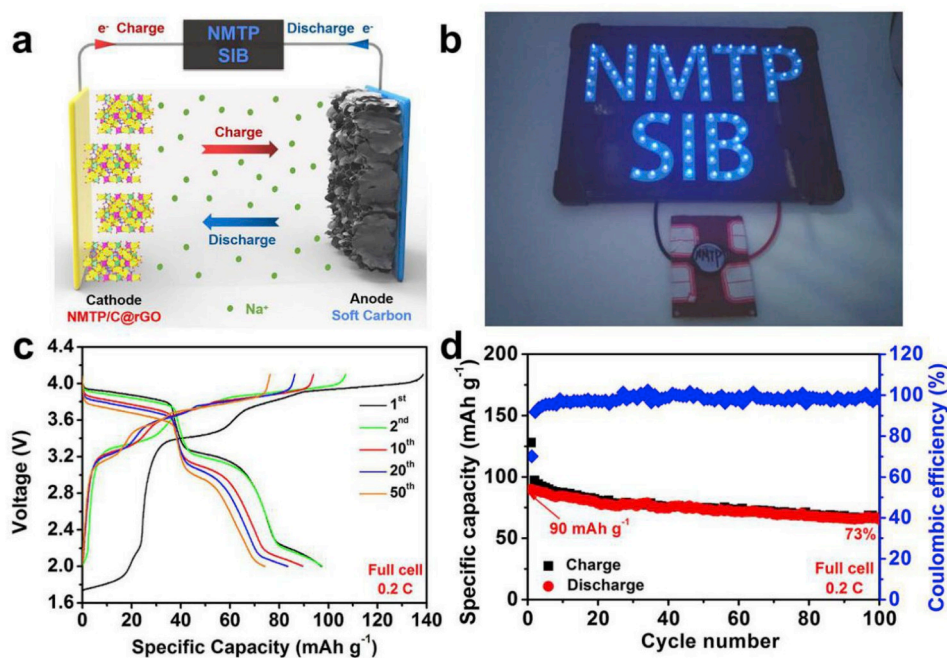 a
e- Charge
NMTP
SIB
Discharge e-
Charge
Discharge
Cathode
NMTP/C@rGO
Na⁺
Anode
Soft Carbon
b
NMTP
SIB
NMTP
c
Voltage (V)
4.4
4.0
3.6
3.2
2.8
2.4
2.0
1.6
1st
2nd
10th
20th
50th
Full cell
0.2 C
0 20 40 60 80 100 120 140
Specific Capacity (mAh g⁻¹)
d
Specific capacity (mAh g⁻¹)
200
150
100
50
0
90 mAh g⁻¹
73%
Charge
Discharge
Full cell
0.2 C
0 20 40 60 80 100
Cycle number
120
100
80
60
40
20
0
Coulombic efficiency (%)